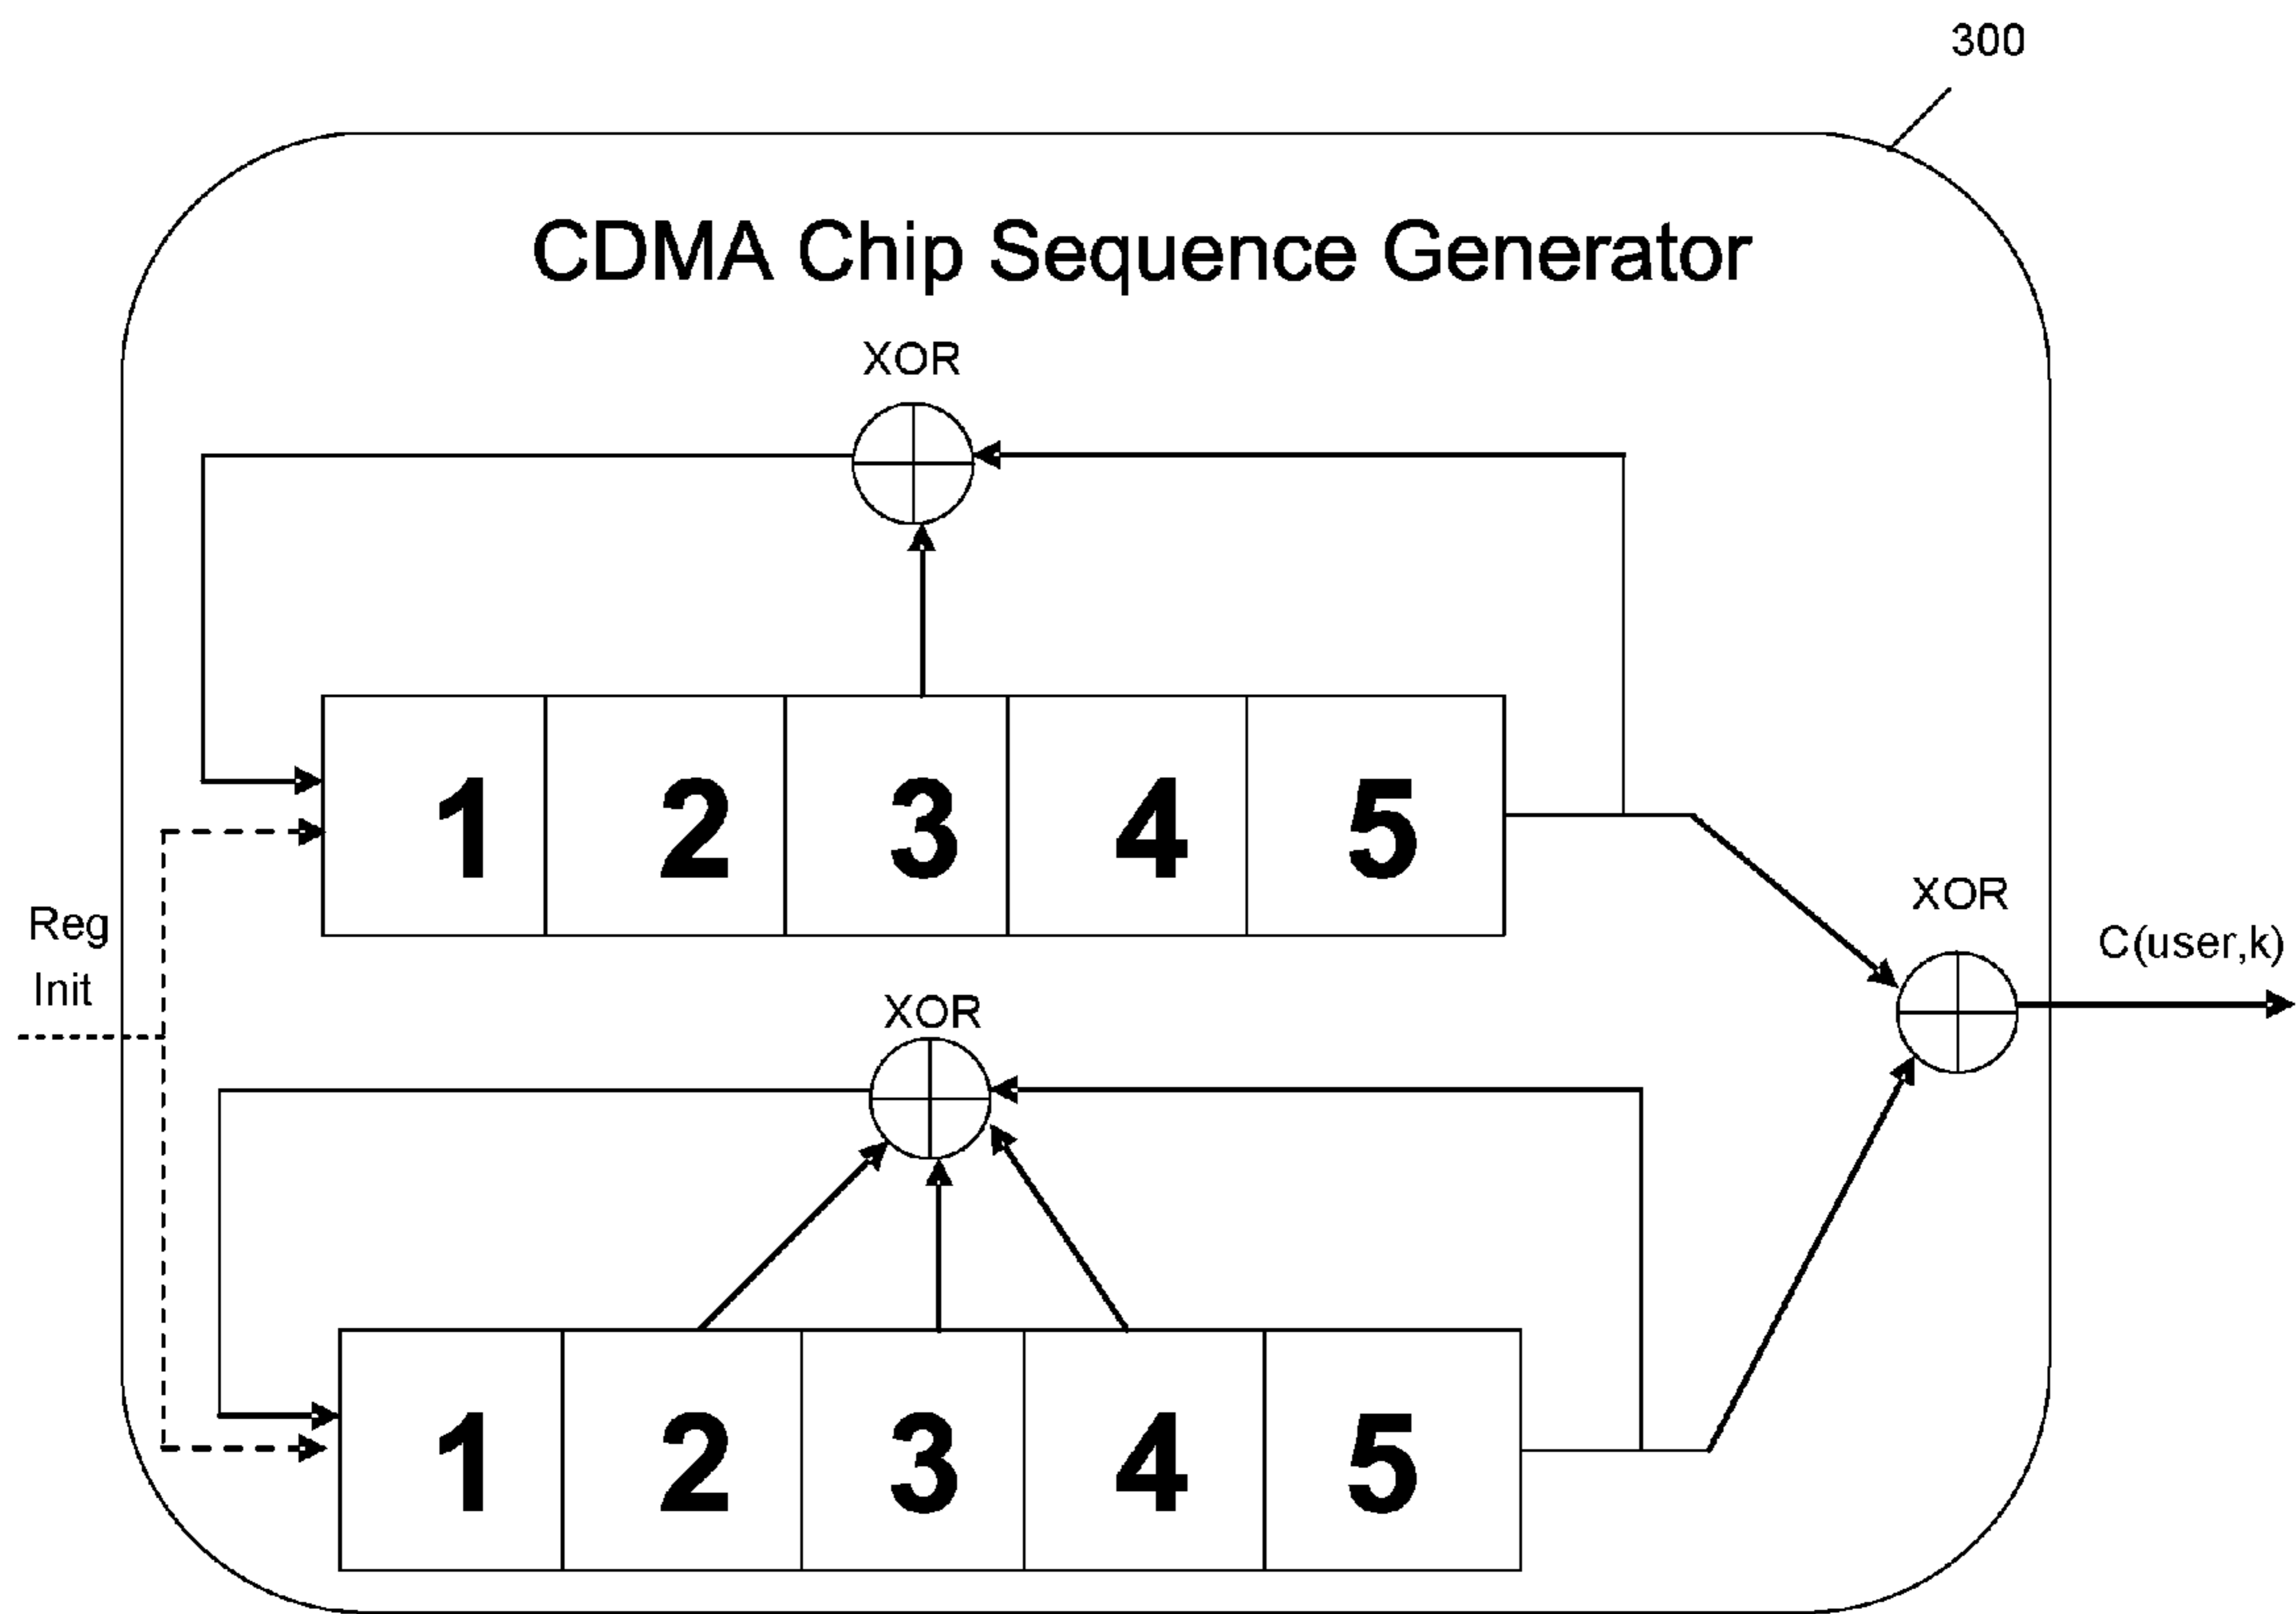 300
CDMA Chip Sequence Generator
XOR
1 2 3 4 5
Reg
Init
XOR
C(user,k)
XOR
1 2 3 4 5